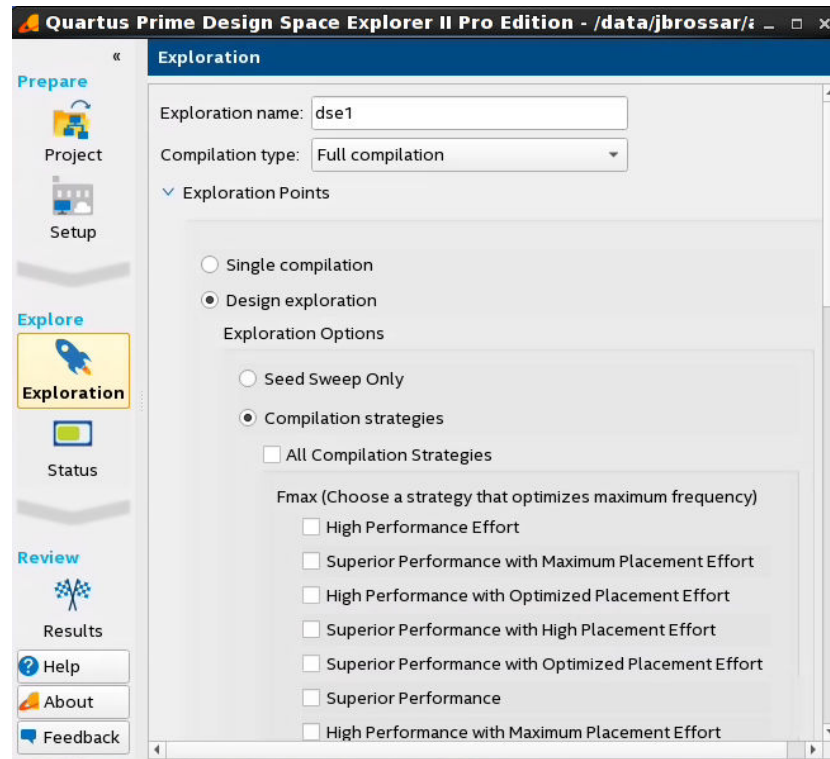 Quartus Prime Design Space Explorer II Pro Edition - /data/jbrossar/
«
Prepare
Project
Setup
Explore
Exploration
Status
Review
Results
Help
About
Feedback
Exploration
Exploration name: dse1
Compilation type: Full compilation
Exploration Points
Single compilation
Design exploration
Exploration Options
Seed Sweep Only
Compilation strategies
All Compilation Strategies
Fmax (Choose a strategy that optimizes maximum frequency)
High Performance Effort
Superior Performance with Maximum Placement Effort
High Performance with Optimized Placement Effort
Superior Performance with High Placement Effort
Superior Performance with Optimized Placement Effort
Superior Performance
High Performance with Maximum Placement Effort